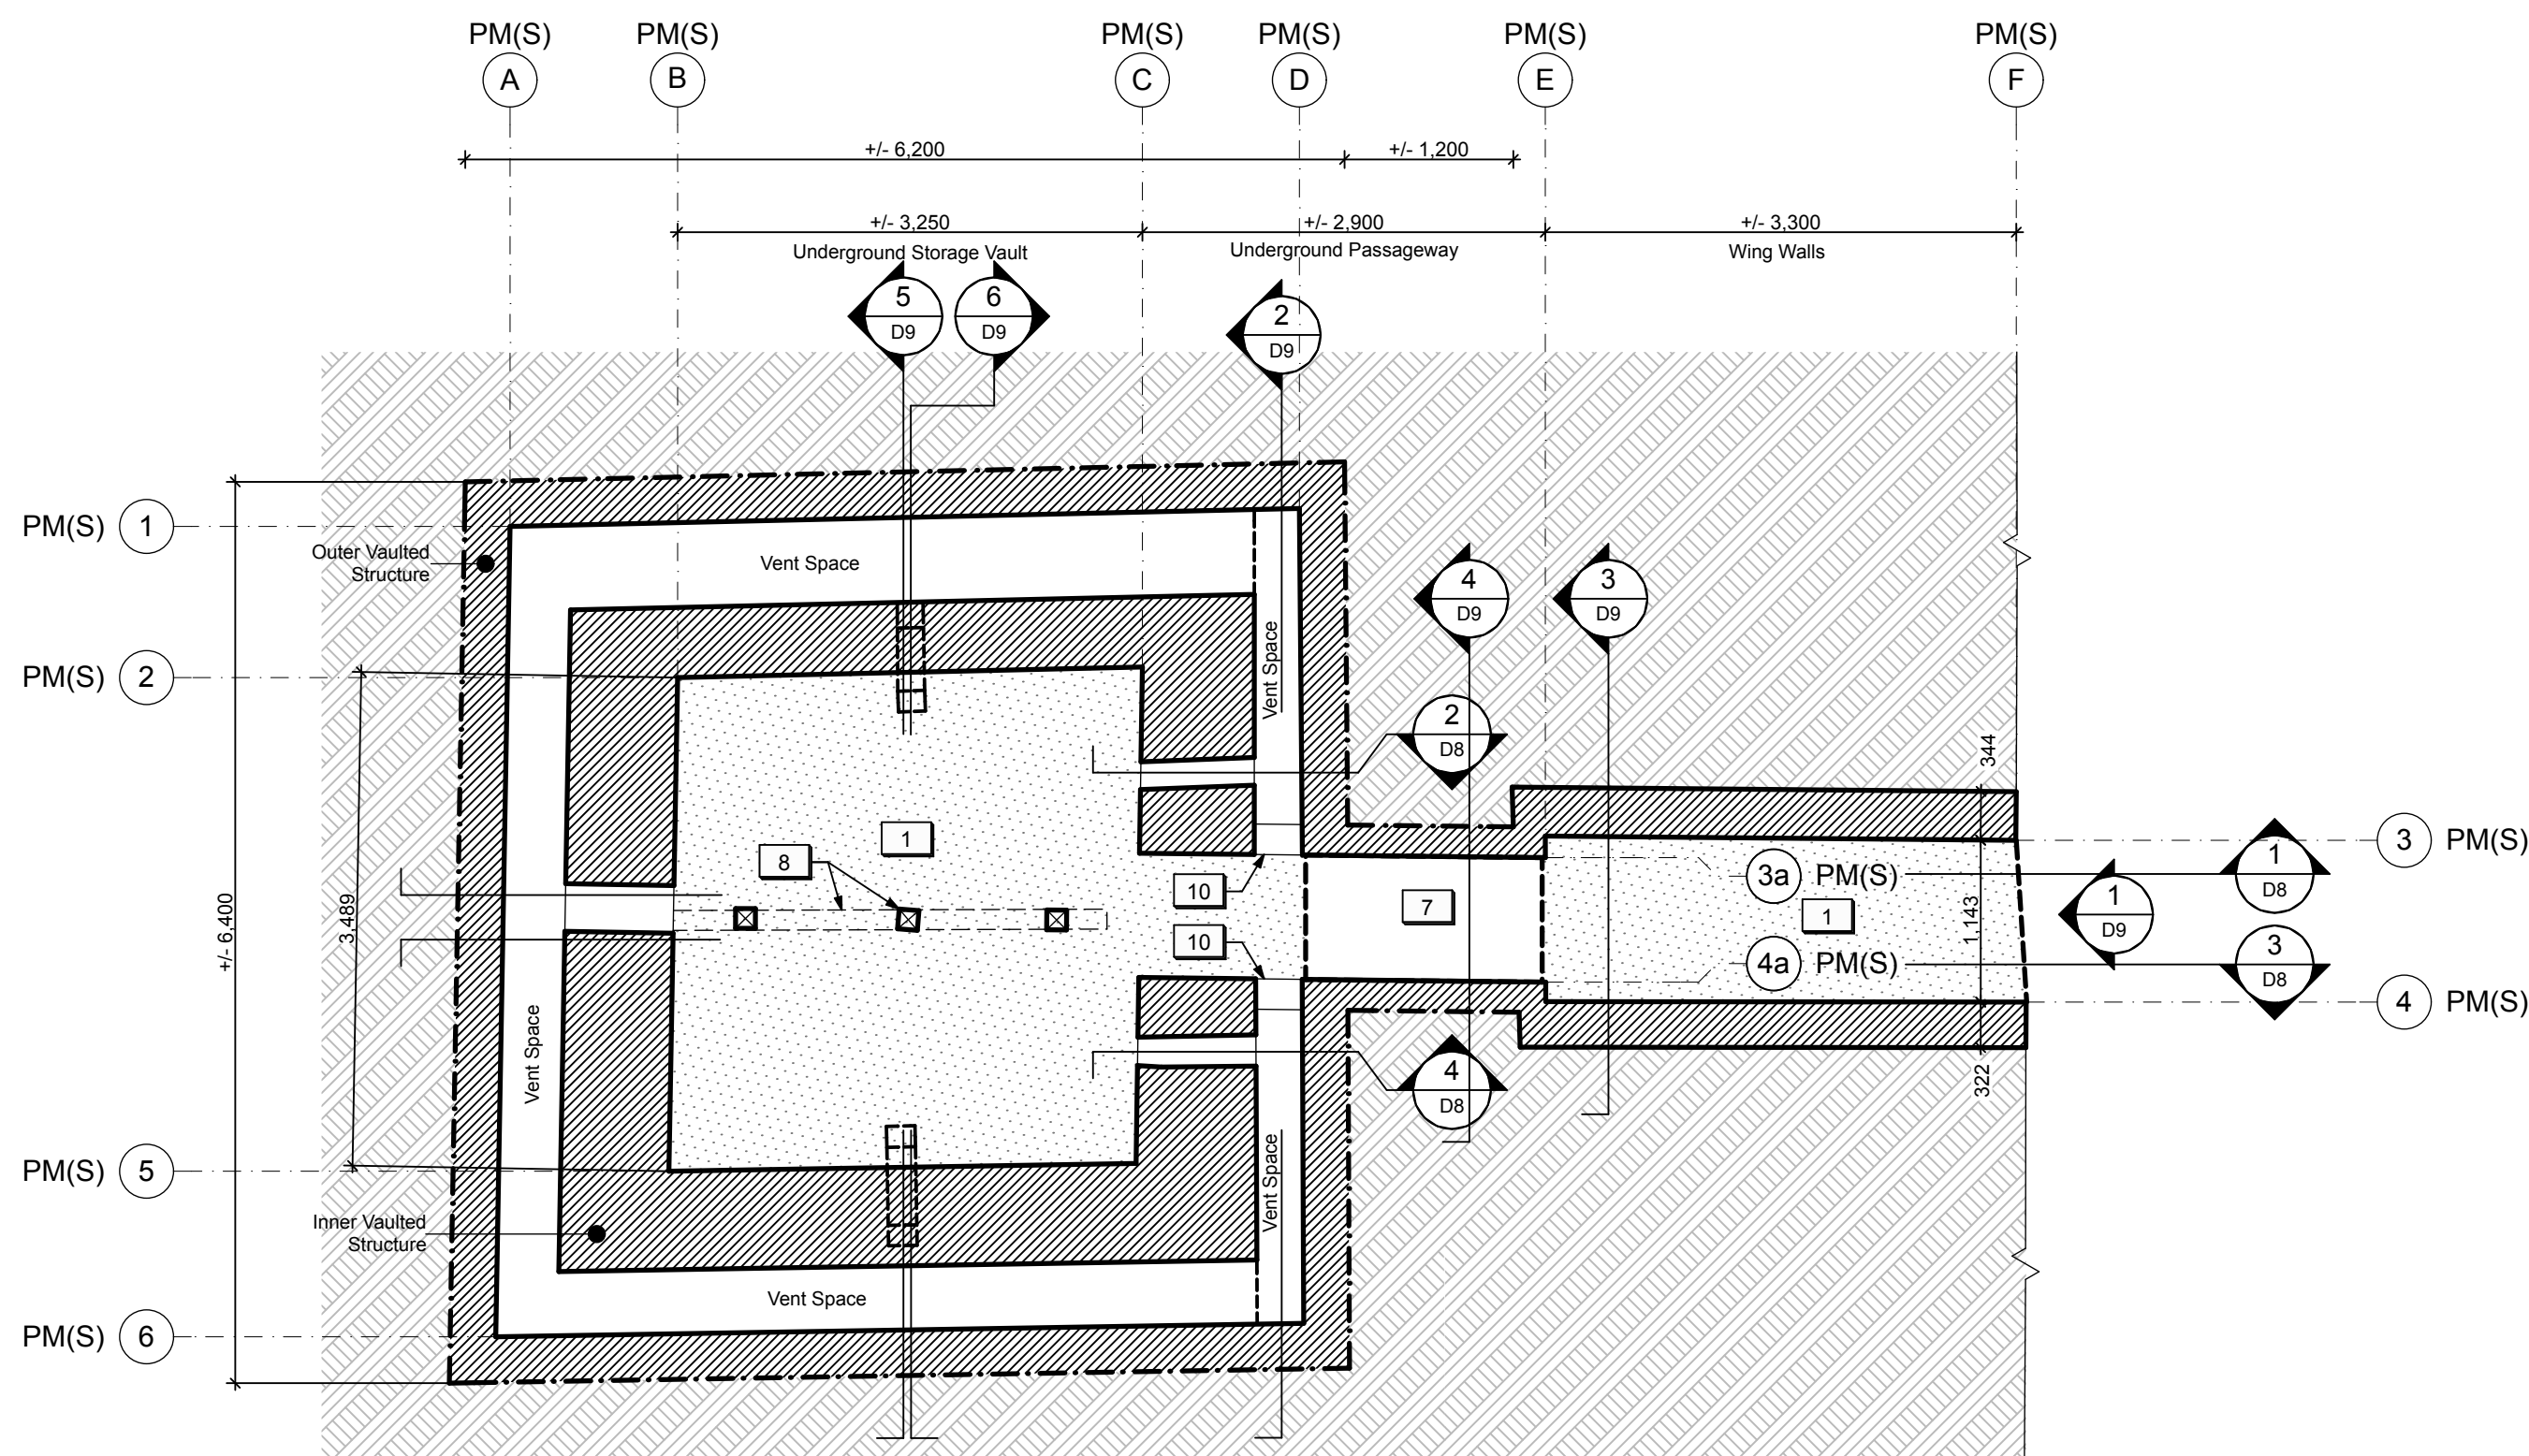 PM(S) PM(S) PM(S) PM(S) PM(S) PM(S)
A B C D E F
+/- 6,200 +/- 1,200
+/- 3,250 +/- 2,900 +/- 3,300
Underground Storage Vault Underground Passageway Wing Walls
5 6 2
D9 D9 D9
PM(S) 1
Outer Vaulted
Structure
Vent Space
4 3
D9 D9
PM(S) 2
Vent Space
2
D8
344
1
8
3 PM(S)
1
D8
3a PM(S)
10
7
1
1
D9
+/- 6,400
3,489
1,143
10
4a PM(S)
3
D8
4 PM(S)
Vent Space
4
D8
322
PM(S) 5
Vent Space
Inner Vaulted
Structure
Vent Space
PM(S) 6